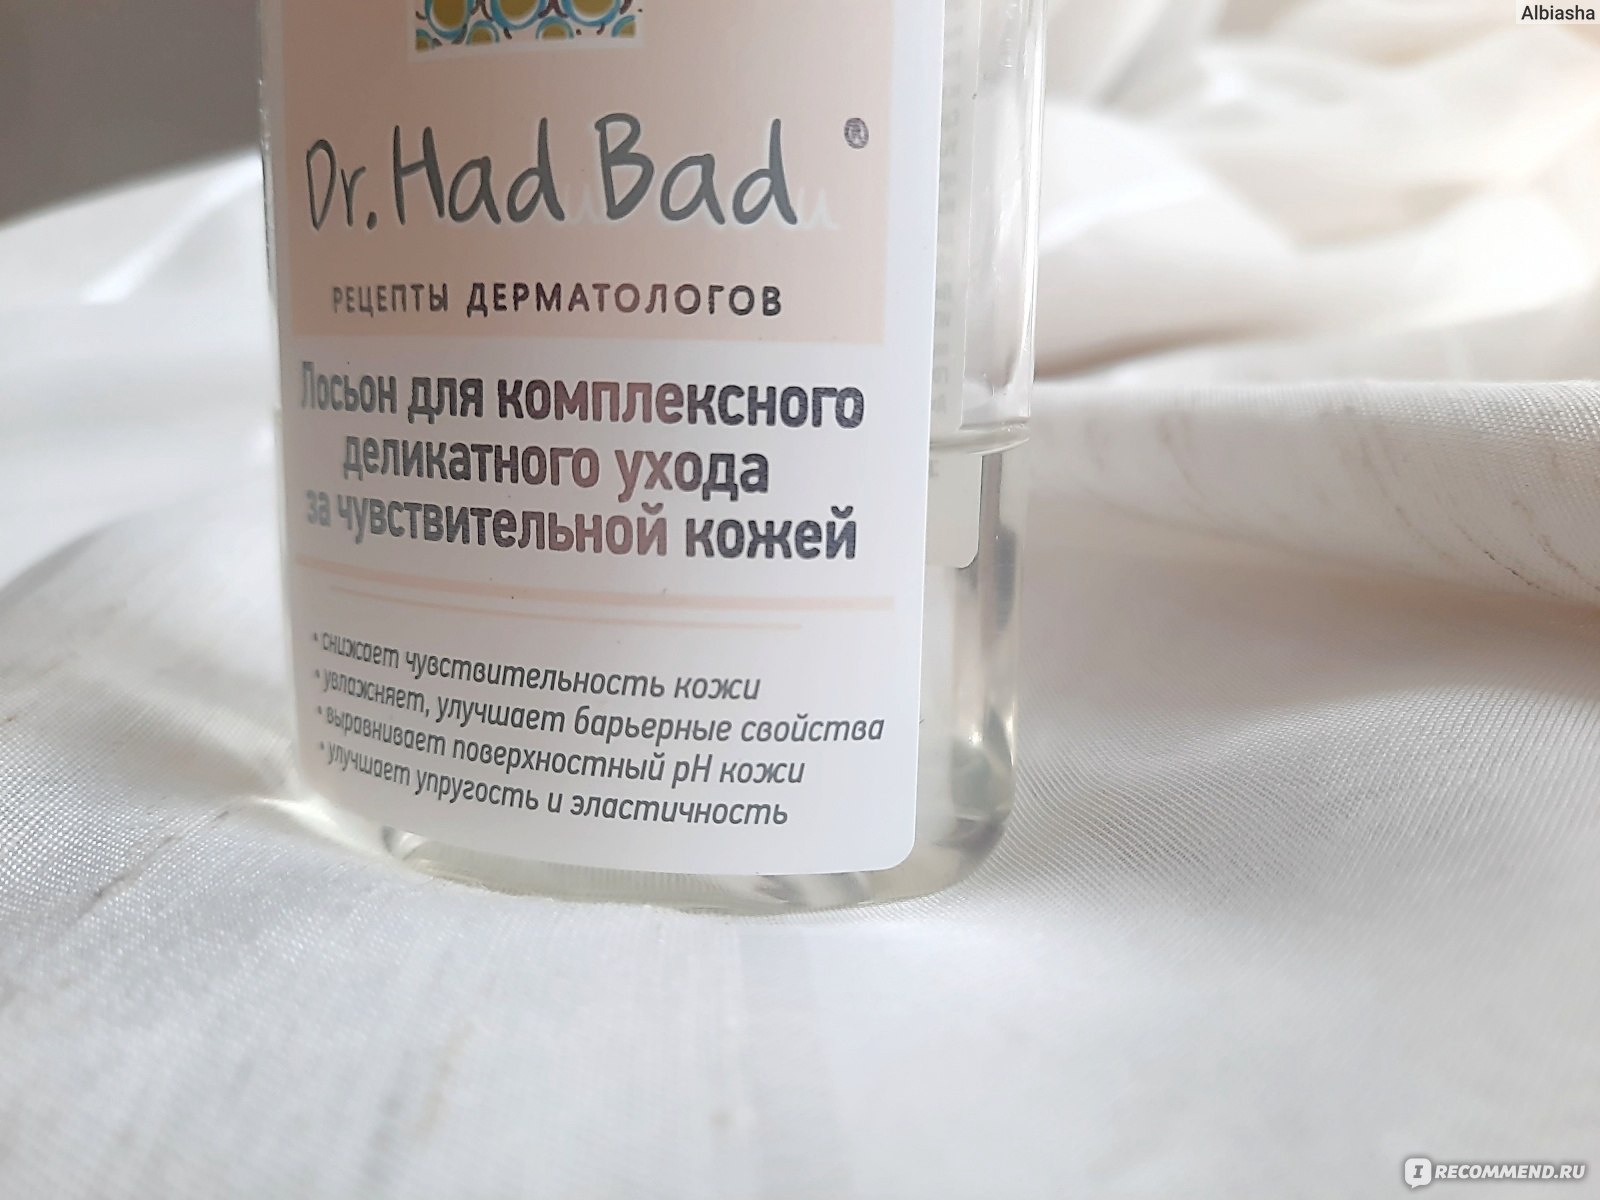 Albiasha
Dr. Had Bad ®
РЕЦЕПТЫ ДЕРМАТОЛОГОВ
Лосьон для комплексного
деликатного ухода
за чувствительной кожей
• снижает чувствительность кожи
• увлажняет, улучшает барьерные свойства
• выравнивает поверхностный pH кожи
• улучшает упругость и эластичность
IRECOMMEND.RU